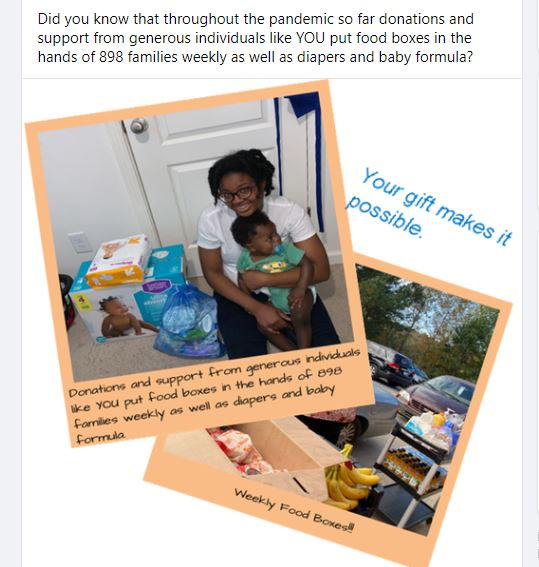 Did you know that throughout the pandemic so far donations and
support from generous individuals like YOU put food boxes in the
hands of 898 families weekly as well as diapers and baby formula?
Your gift makes it
possible.
Donations and support from generous individuals
like YOU put food boxes in the hands of 898
families weekly as well as diapers and baby
formula
Weekly Food Boxes!!